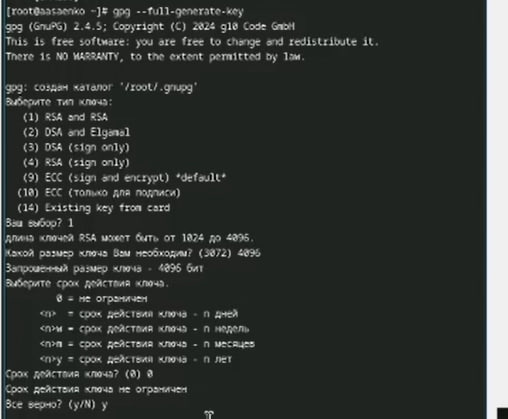 [root@aasaenko ~]# gpg --full-generate-key
gpg (GnuPG) 2.4.5; Copyright (C) 2024 g10 Code GmbH
This is free software: you are free to change and redistribute it.
There is NO WARRANTY, to the extent permitted by law.
gpg: создан каталог '/root/.gnupg'
Выберите тип ключа:
(1) RSA and RSA
(2) DSA and Elgamal
(3) DSA (sign only)
(4) RSA (sign only)
(9) ECC (sign and encrypt) *default*
(10) ECC (только для подписи)
(14) Existing key from card
Ваш выбор? 1
длина ключей RSA может быть от 1024 до 4096.
Какой размер ключа Вам необходим? (3072) 4096
Запрошенный размер ключа - 4096 бит
Выберите срок действия ключа.
0 = не ограничен
<n> = срок действия ключа - n дней
<n>w = срок действия ключа - n недель
<n>m = срок действия ключа - n месяцев
<n>y = срок действия ключа - n лет
Срок действия ключа? (0) 0
Срок действия ключа не ограничен
Все верно? (y/N) y